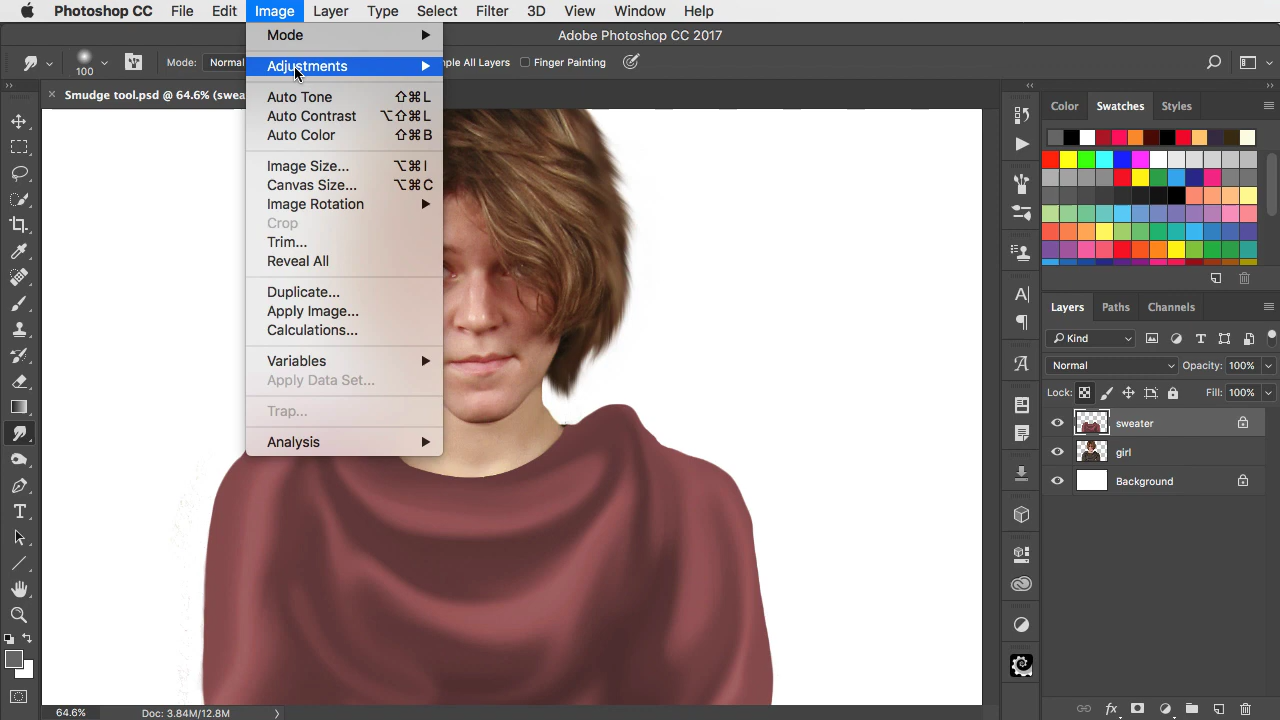 Photoshop CC File Edit Image Layer Type Select Filter 3D View Window Help
Adobe Photoshop CC 2017
100 Mode: Normal ple All Layers Finger Painting
× Smudge tool.psd @ 64.6% (swea
Mode
Adjustments
Auto Tone ⇧⌘L
Auto Contrast ⌥⇧⌘L
Auto Color ⇧⌘B
Image Size... ⌥⌘I
Canvas Size... ⌥⌘C
Image Rotation
Crop
Trim...
Reveal All
Duplicate...
Apply Image...
Calculations...
Variables
Apply Data Set...
Trap...
Analysis
Color Swatches Styles
Layers Paths Channels
Kind
Normal Opacity: 100%
Lock: Fill: 100%
sweater
girl
Background
64.6% Doc: 3.84M/12.8M